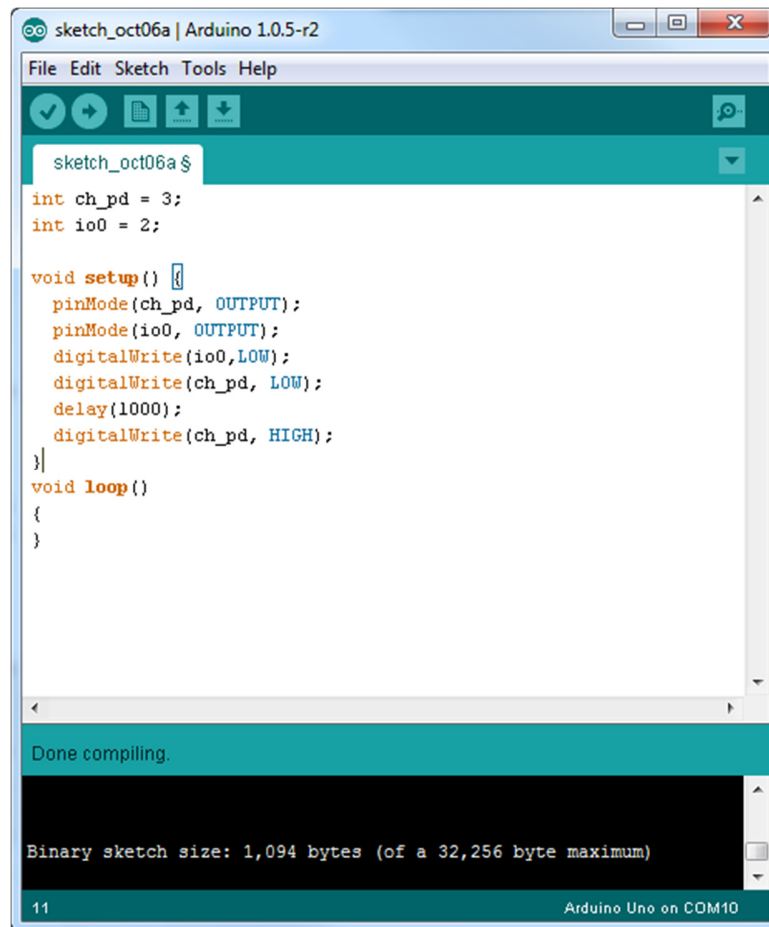 sketch_oct06a | Arduino 1.0.5-r2
File Edit Sketch Tools Help
sketch_oct06a §
int ch_pd = 3;
int io0 = 2;
void setup() {
pinMode(ch_pd, OUTPUT);
pinMode(io0, OUTPUT);
digitalWrite(io0,LOW);
digitalWrite(ch_pd, LOW);
delay(1000);
digitalWrite(ch_pd, HIGH);
}
void loop()
{
}
Done compiling.
Binary sketch size: 1,094 bytes (of a 32,256 byte maximum)
11 Arduino Uno on COM10